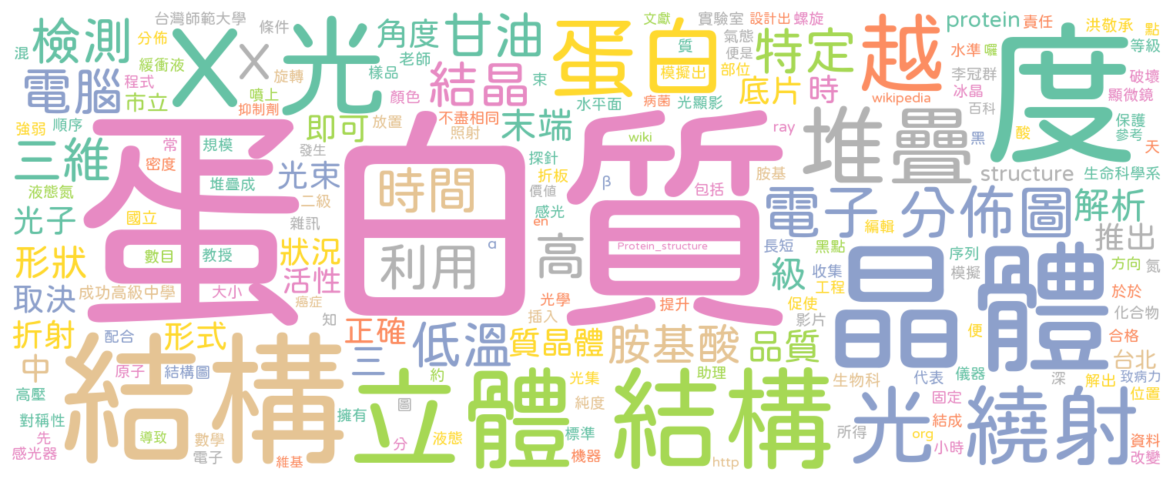 混
檢測
分佈
台灣師範大學
條件
X光
X
角度
老師
甘油
文獻
蛋白
質
模擬出
實驗室
氣態
便是
部位
設計出
螺旋
特定
越
protein
責任
水準
囉
洪敬承
點
等級
度
電腦
程式
緩衝液
旋轉
市立
噴上
抑制劑
樣品
顏色
結晶
束
水平面
病菌
光顯影
底片
時
wikipedia
李冠群
冰晶
百科
破壞
顯微鏡
強弱
順序
常
規模
即可
放置
不盡相同
照射
末端
wiki
ray
堆疊
黑
酸
保護
參考
天
三維
密度
發生
蛋白質
時間
探針
折板
價值
β
包括
胺基
structure
生命科學系
液態氮
堆疊成
光束
二級
雜訊
感光
en
電子
分佈圖
解析
光子
國立
利用
α
高
Protein_structure
長短
黑點
編輯
推出
形狀
數目
教授
狀況
活性
級
收集
工程
序列
模擬
方向
氮
取決
成功高級中學
大小
癌症
光學
插入
提升
促使
影片
晶體
於於
化合物
折射
配合
形式
知
正確
低溫
質晶體
胺基酸
品質
便
合格
中
原子
結構圖
三
約
光集
助理
生物科
代表
儀器
深
解出
台北
致病力
位置
高壓
結構
立體結構
擁有
圖
純度
固定
光繞射
對稱性
先
感光器
導致
數學
電子
維基
分
液態
標準
機器
http
所得
org
結成
小時
資料
改變